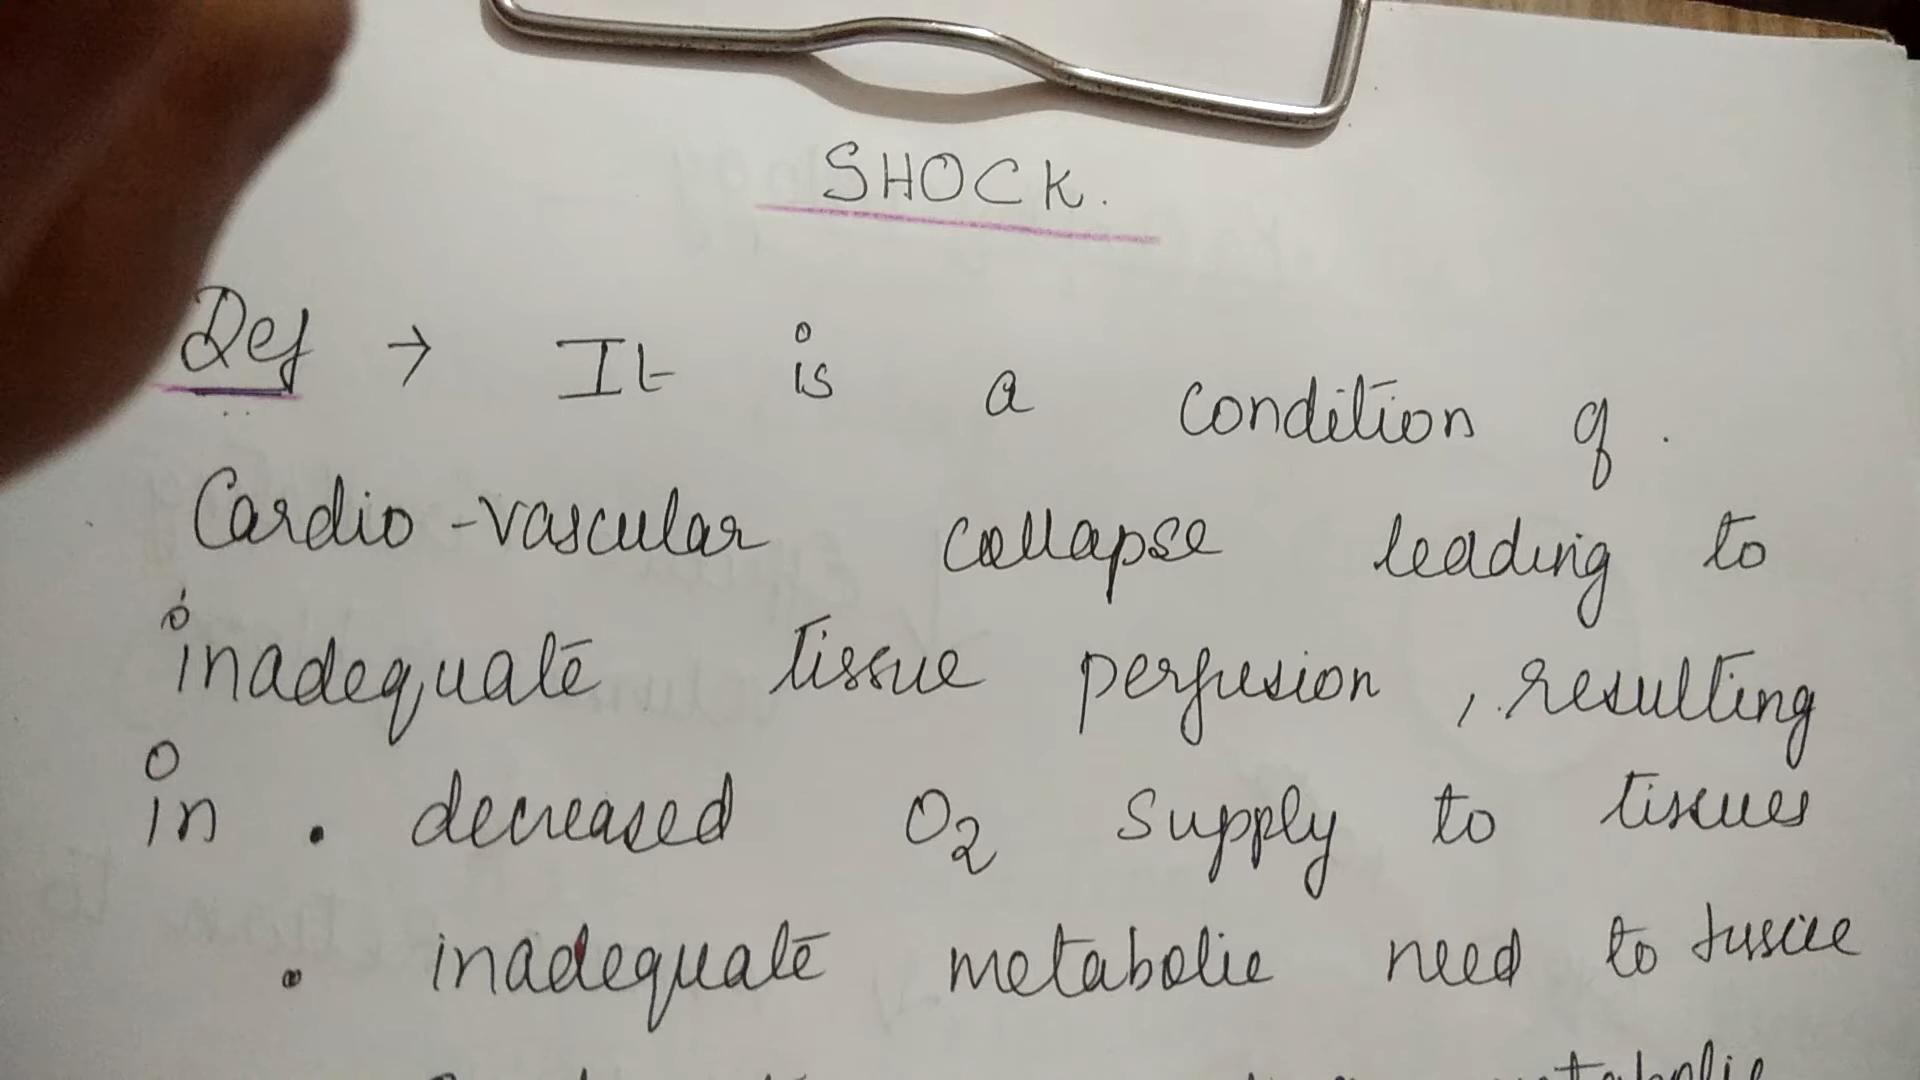 SHOCK.
Def → It is a condition of
Cardio-vascular collapse leading to
inadequate tissue perfusion, resulting
in • decreased O₂ supply to tissues
• inadequate metabolic need to tissue
metabolic